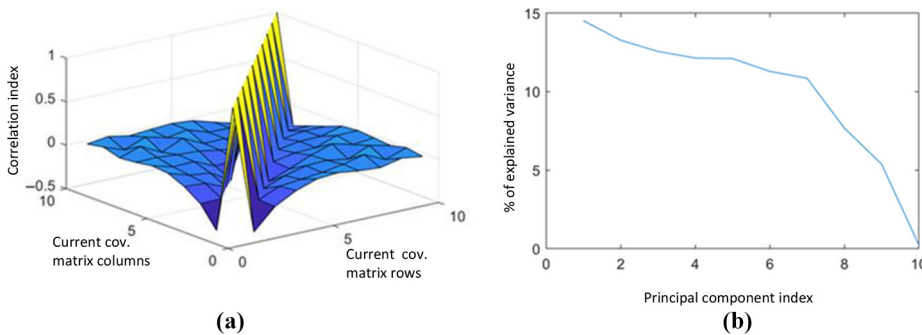 1
0.5
0
−0.5
10
5
0
0
5
10
Correlation index
Current cov.
matrix columns
Current cov.
matrix rows
(a)
15
10
5
0
0
2
4
6
8
10
% of explained variance
Principal component index
(b)